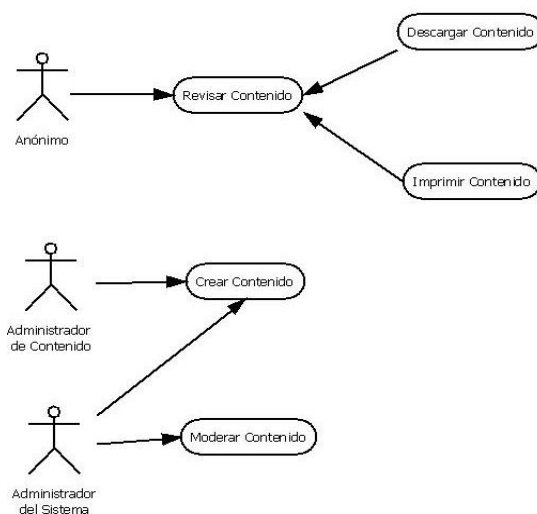 Descargar Contenido
Revisar Contenido
Anónimo
Imprimir Contenido
Crear Contenido
Administrador
de Contenido
Moderar Contenido
Administrador
del Sistema